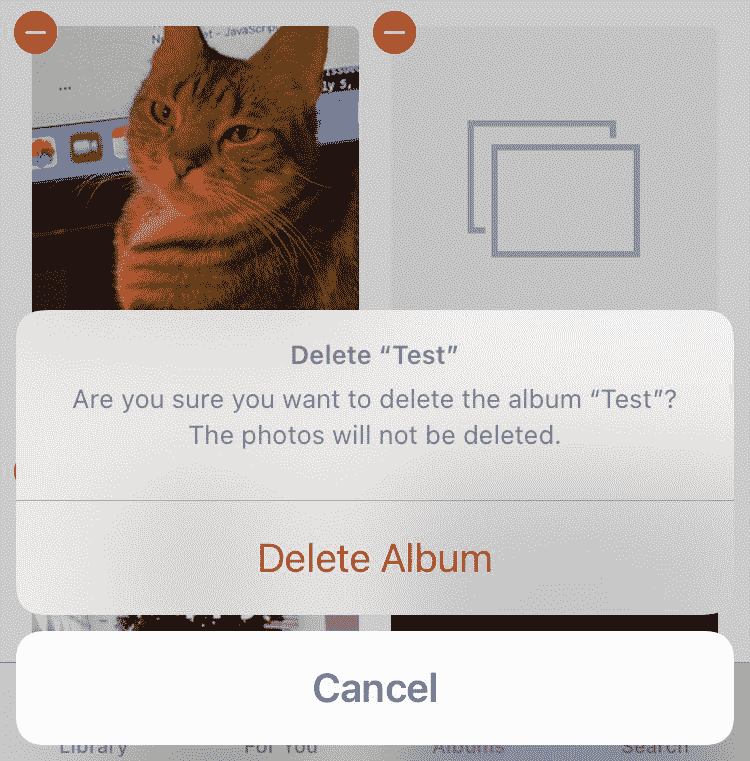 - JavaScrip
Delete “Test”
Are you sure you want to delete the album “Test”?
The photos will not be deleted.
Delete Album
Cancel
Library
For You
Albums
Search